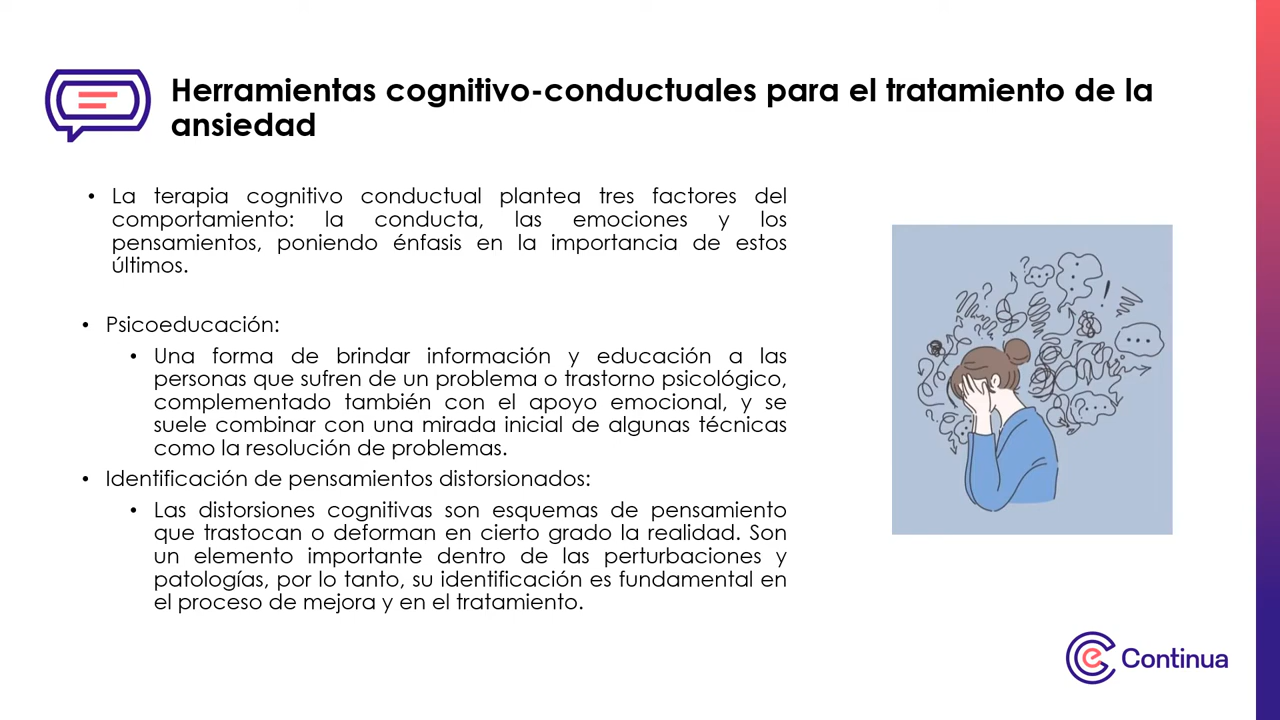 Herramientas cognitivo-conductuales para el tratamiento de la
ansiedad
• La terapia cognitivo conductual plantea tres factores del
comportamiento: la conducta, las emociones y los
pensamientos, poniendo énfasis en la importancia de estos
últimos.
• Psicoeducación:
• Una forma de brindar información y educación a las
personas que sufren de un problema o trastorno psicológico,
complementado también con el apoyo emocional, y se
suele combinar con una mirada inicial de algunas técnicas
como la resolución de problemas.
• Identificación de pensamientos distorsionados:
• Las distorsiones cognitivas son esquemas de pensamiento
que trastocan o deforman en cierto grado la realidad. Son
un elemento importante dentro de las perturbaciones y
patologías, por lo tanto, su identificación es fundamental en
el proceso de mejora y en el tratamiento.
Continua